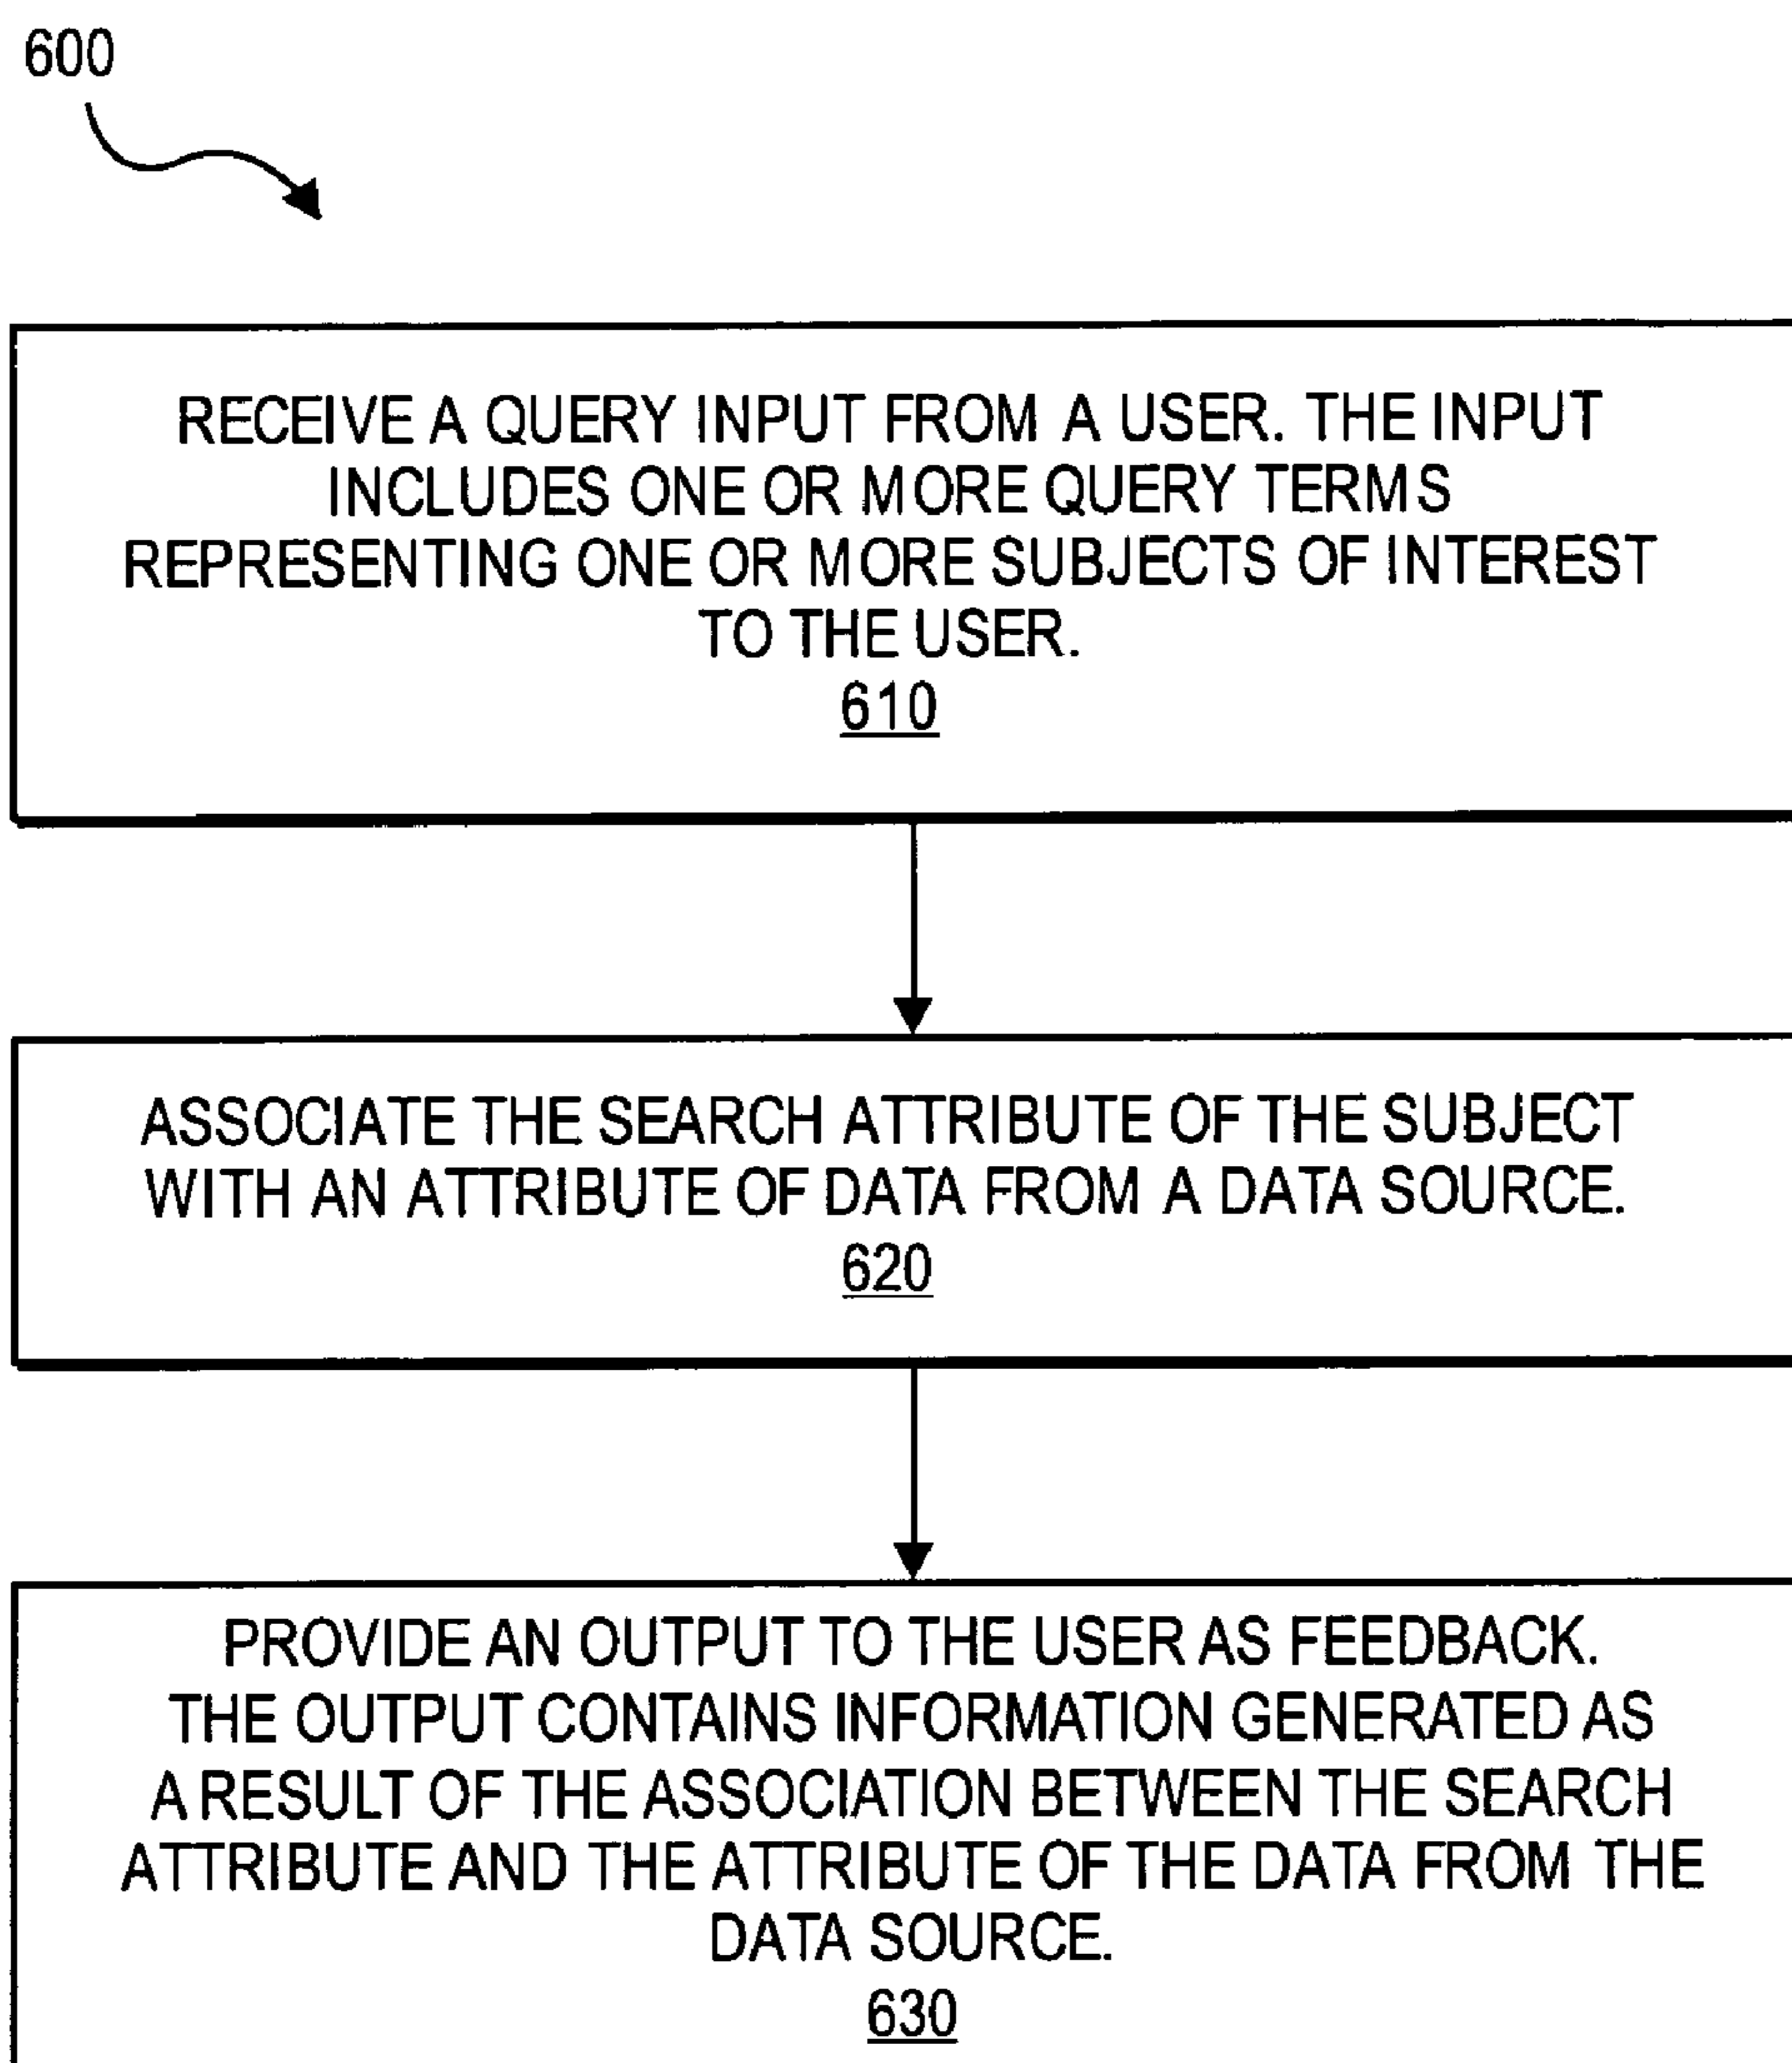 600
RECEIVE A QUERY INPUT FROM A USER. THE INPUT
INCLUDES ONE OR MORE QUERY TERMS
REPRESENTING ONE OR MORE SUBJECTS OF INTEREST
TO THE USER.
610
ASSOCIATE THE SEARCH ATTRIBUTE OF THE SUBJECT
WITH AN ATTRIBUTE OF DATA FROM A DATA SOURCE.
620
PROVIDE AN OUTPUT TO THE USER AS FEEDBACK.
THE OUTPUT CONTAINS INFORMATION GENERATED AS
A RESULT OF THE ASSOCIATION BETWEEN THE SEARCH
ATTRIBUTE AND THE ATTRIBUTE OF THE DATA FROM THE
DATA SOURCE.
630